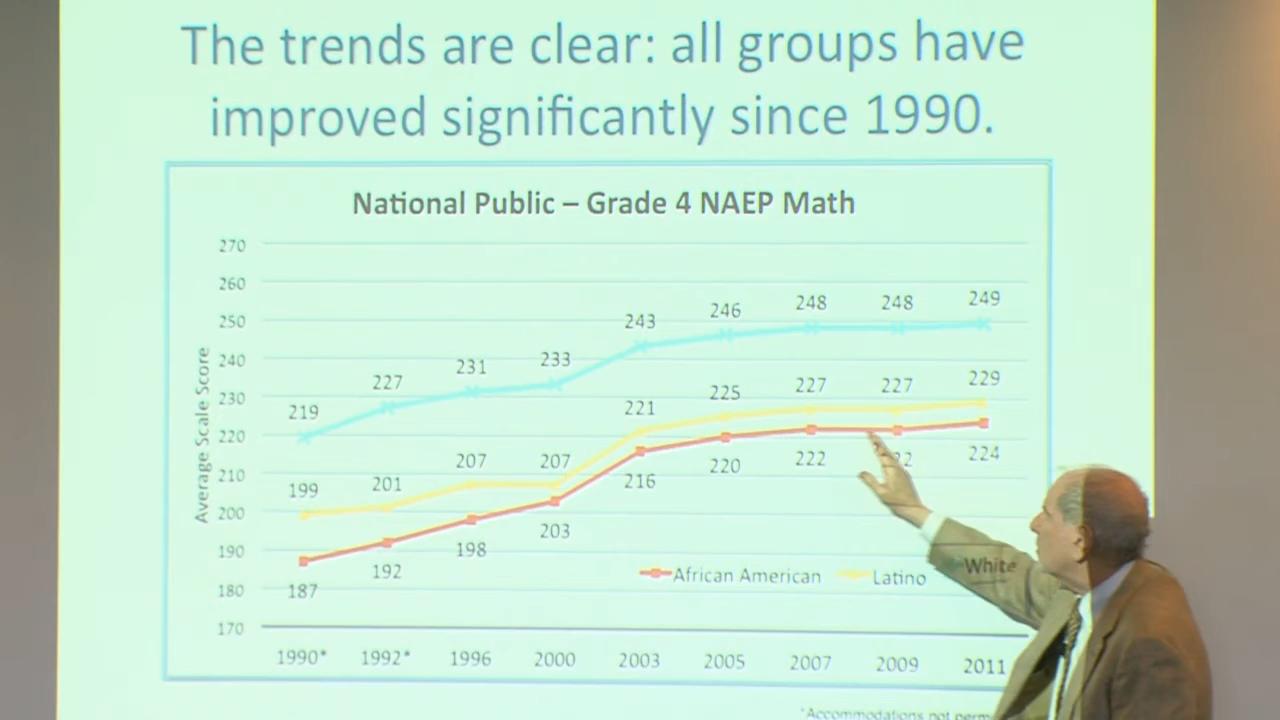 The trends are clear: all groups have
improved significantly since 1990.
National Public – Grade 4 NAEP Math
Average Scale Score
270
260
250
240
230
220
210
200
190
180
170
219 227 231 233 243 246 248 248 249
199 201 207 207 221 225 227 227 229
187 192 198 203 216 220 222 224
African American Latino White
1990* 1992* 1996 2000 2003 2005 2007 2009 2011
*Accommodations not